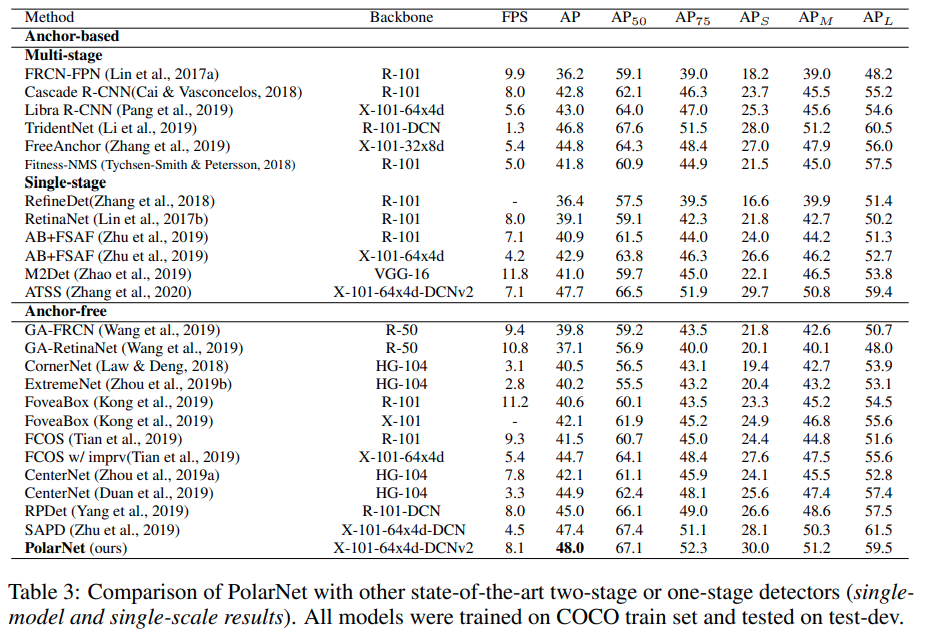 Method Backbone FPS AP AP50 AP75 APS APM APL
Anchor-based
Multi-stage
FRCN-FPN (Lin et al., 2017a) R-101 9.9 36.2 59.1 39.0 18.2 39.0 48.2
Cascade R-CNN(Cai & Vasconcelos, 2018) R-101 8.0 42.8 62.1 46.3 23.7 45.5 55.2
Libra R-CNN (Pang et al., 2019) X-101-64x4d 5.6 43.0 64.0 47.0 25.3 45.6 54.6
TridentNet (Li et al., 2019) R-101-DCN 1.3 46.8 67.6 51.5 28.0 51.2 60.5
FreeAnchor (Zhang et al., 2019) X-101-32x8d 5.4 44.8 64.3 48.4 27.0 47.9 56.0
Fitness-NMS (Tychsen-Smith & Petersson, 2018) R-101 5.0 41.8 60.9 44.9 21.5 45.0 57.5
Single-stage
RefineDet(Zhang et al., 2018) R-101 - 36.4 57.5 39.5 16.6 39.9 51.4
RetinaNet (Lin et al., 2017b) R-101 8.0 39.1 59.1 42.3 21.8 42.7 50.2
AB+FSAF (Zhu et al., 2019) R-101 7.1 40.9 61.5 44.0 24.0 44.2 51.3
AB+FSAF (Zhu et al., 2019) X-101-64x4d 4.2 42.9 63.8 46.3 26.6 46.2 52.7
M2Det (Zhao et al., 2019) VGG-16 11.8 41.0 59.7 45.0 22.1 46.5 53.8
ATSS (Zhang et al., 2020) X-101-64x4d-DCNv2 7.1 47.7 66.5 51.9 29.7 50.8 59.4
Anchor-free
GA-FRCN (Wang et al., 2019) R-50 9.4 39.8 59.2 43.5 21.8 42.6 50.7
GA-RetinaNet (Wang et al., 2019) R-50 10.8 37.1 56.9 40.0 20.1 40.1 48.0
CornerNet (Law & Deng, 2018) HG-104 3.1 40.5 56.5 43.1 19.4 42.7 53.9
ExtremeNet (Zhou et al., 2019b) HG-104 2.8 40.2 55.5 43.2 20.4 43.2 53.1
FoveaBox (Kong et al., 2019) R-101 11.2 40.6 60.1 43.5 23.3 45.2 54.5
FoveaBox (Kong et al., 2019) X-101 - 42.1 61.9 45.2 24.9 46.8 55.6
FCOS (Tian et al., 2019) R-101 9.3 41.5 60.7 45.0 24.4 44.8 51.6
FCOS w/ imprv(Tian et al., 2019) X-101-64x4d 5.4 44.7 64.1 48.4 27.6 47.5 55.6
CenterNet (Zhou et al., 2019a) HG-104 7.8 42.1 61.1 45.9 24.1 45.5 52.8
CenterNet (Duan et al., 2019) HG-104 3.3 44.9 62.4 48.1 25.6 47.4 57.4
RPDet (Yang et al., 2019) R-101-DCN 8.0 45.0 66.1 49.0 26.6 48.6 57.5
SAPD (Zhu et al., 2019) X-101-64x4d-DCN 4.5 47.4 67.4 51.1 28.1 50.3 61.5
PolarNet (ours) X-101-64x4d-DCNv2 8.1 48.0 67.1 52.3 30.0 51.2 59.5
Table 3: Comparison of PolarNet with other state-of-the-art two-stage or one-stage detectors (single-
model and single-scale results). All models were trained on COCO train set and tested on test-dev.